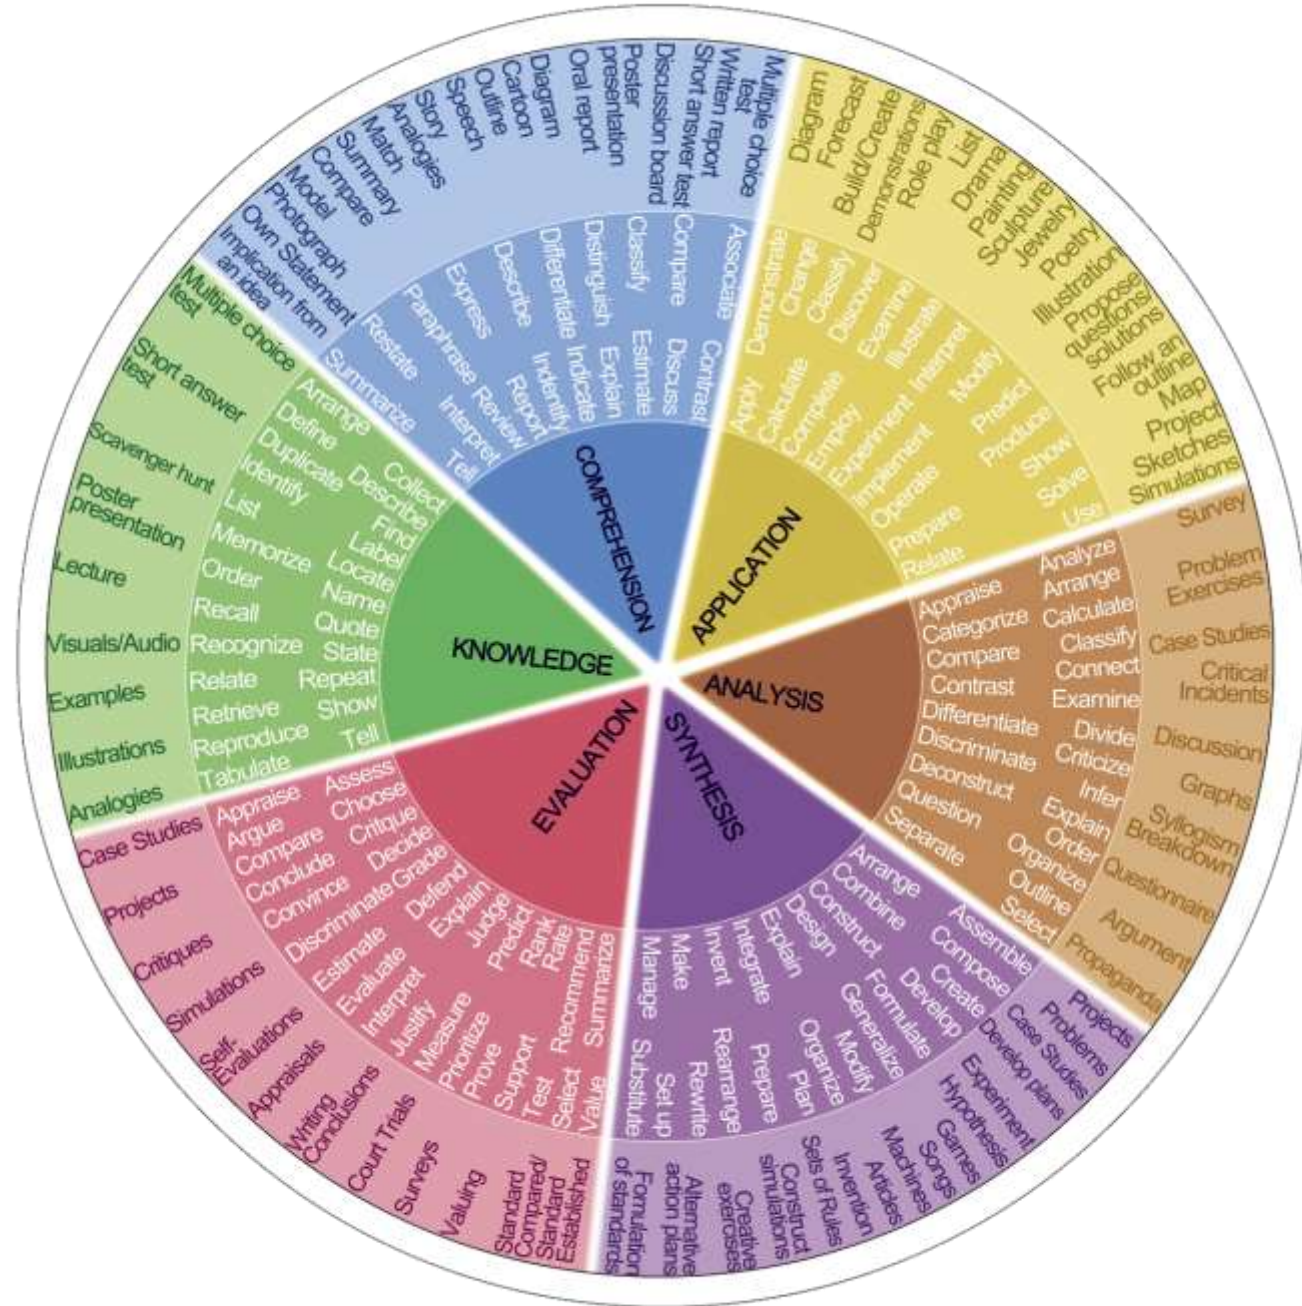 KNOWLEDGE
Arrange
Define
Duplicate
Identify
List
Memorize
Order
Recall
Recognize
Relate
Retrieve
Reproduce
Tabulate
Collect
Describe
Find
Label
Locate
Name
Quote
State
Repeat
Show
Tell
Multiple choice
test
Short answer
test
Scavenger hunt
Poster
presentation
Lecture
Visuals/Audio
Examples
Illustrations
Analogies
COMPREHENSION
Summarize
Restate
Paraphrase
Express
Describe
Differentiate
Distinguish
Classify
Compare
Associate
Tell
Interpret
Review
Report
Indentify
Indicate
Explain
Estimate
Discuss
Contrast
Implication from
an idea
Own Statement
Photograph
Model
Compare
Summary
Match
Analogies
Story
Speech
Outline
Cartoon
Diagram
Oral report
Poster
presentation
Discussion board
Short answer test
Written report
Multiple choice
test
APPLICATION
Demonstrate
Change
Classify
Discover
Examine
Illustrate
Interpret
Modify
Predict
Produce
Show
Solve
Use
Apply
Calculate
Complete
Employ
Experiment
Implement
Operate
Prepare
Relate
Diagram
Forecast
Build/Create
Demonstrations
Role play
List
Drama
Painting
Sculpture
Jewelry
Poetry
Illustration
Propose
questions/
solutions
Follow an
outline
Map
Project
Sketches
Simulations
ANALYSIS
Appraise
Categorize
Compare
Contrast
Differentiate
Discriminate
Deconstruct
Question
Separate
Analyze
Arrange
Calculate
Classify
Connect
Examine
Divide
Criticize
Infer
Explain
Order
Organize
Outline
Select
Survey
Problem
Exercises
Case Studies
Critical
Incidents
Discussion
Graphs
Syllogism
Breakdown
Questionnaire
Argument
Propaganda
SYNTHESIS
Arrange
Combine
Construct
Design
Explain
Integrate
Invent
Make
Manage
Assemble
Compose
Create
Develop
Formulate
Generalize
Modify
Organize
Plan
Prepare
Rearrange
Rewrite
Set up
Substitute
Projects
Problems
Case Studies
Develop plans
Experiment
Hypothesis
Games
Songs
Machines
Articles
Invention
Sets of Rules
Construct
simulations
Creative
exercises
Alternative
action plans
Fornulation
of standards
EVALUATION
Appraise
Argue
Compare
Conclude
Convince
Discriminate
Estimate
Evaluate
Interpret
Justify
Measure
Prioritize
Prove
Support
Test
Select
Value
Assess
Choose
Critque
Decide
Grade
Defend
Explain
Judge
Predict
Rank
Rate
Recommend
Summarize
Case Studies
Projects
Critiques
Simulations
Self-
Evaluations
Appraisals
Writing
Conclusions
Court Trials
Surveys
Valuing
Standard
Compared/
Standard
Established